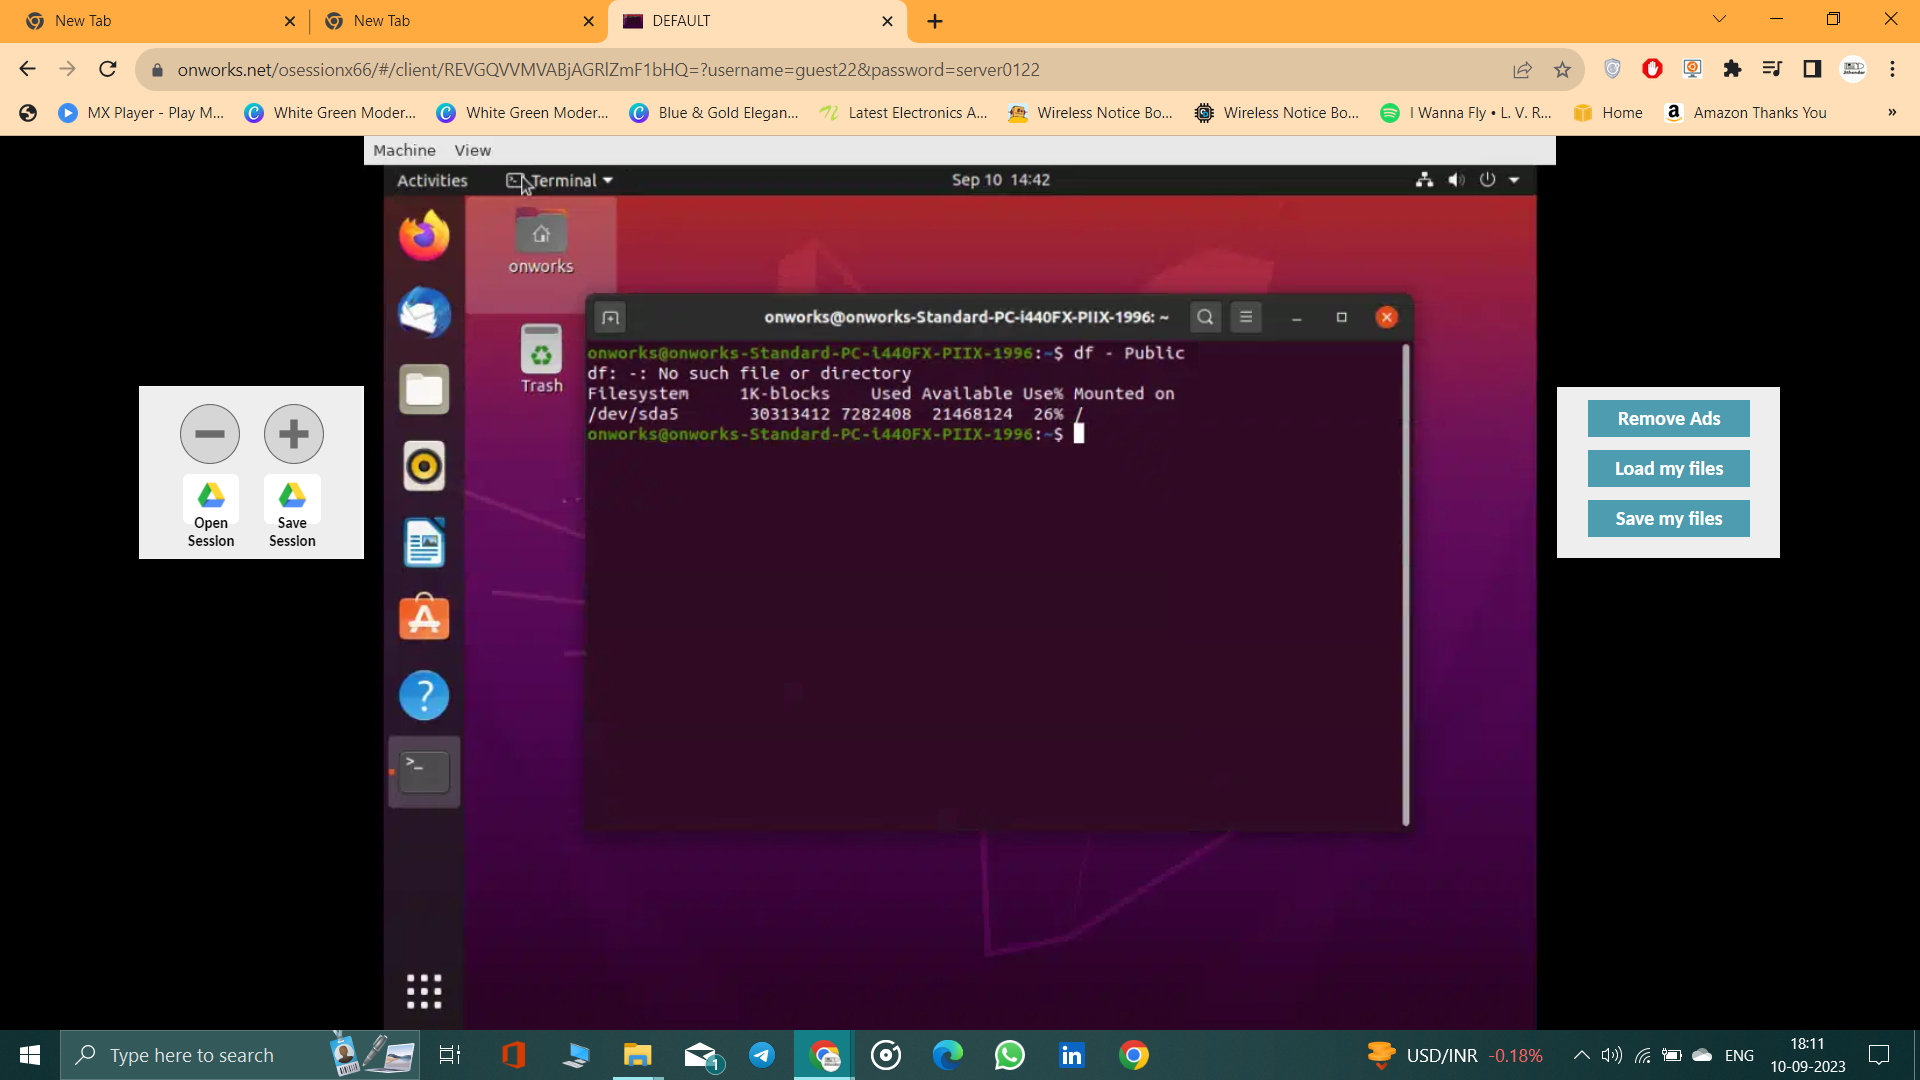 New Tab
New Tab
DEFAULT
onworks.net/osessionx66/#/client/REVGQVVMVABjAGRlZmF1bHQ=?username=guest22&password=server0122
MX Player - Play M...
White Green Moder...
White Green Moder...
Blue & Gold Elegan...
Latest Electronics A...
Wireless Notice Bo...
Wireless Notice Bo...
I Wanna Fly • L. V. R...
Home
Amazon Thanks You
»
Machine View
Activities
Terminal
Sep 10 14:42
onworks
Trash
onworks@onworks-Standard-PC-i440FX-PIIX-1996: ~
onworks@onworks-Standard-PC-i440FX-PIIX-1996:~$ df - Public
df: -: No such file or directory
Filesystem 1K-blocks Used Available Use% Mounted on
/dev/sda5 30313412 7282408 21468124 26% /
onworks@onworks-Standard-PC-i440FX-PIIX-1996:~$
Open Session
Save Session
Remove Ads
Load my files
Save my files
Type here to search
1
USD/INR -0.18%
ENG
18:11
10-09-2023